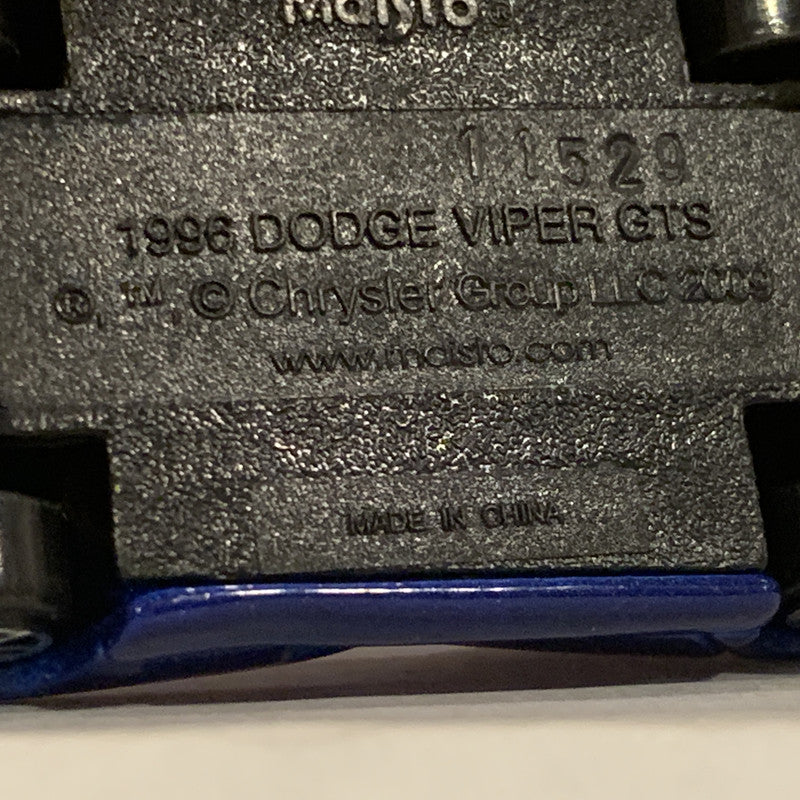 Maisto®
11529
1996 DODGE VIPER GTS
®, ™, © Chrysler Group LLC 2009
www.maisto.com
MADE IN CHINA